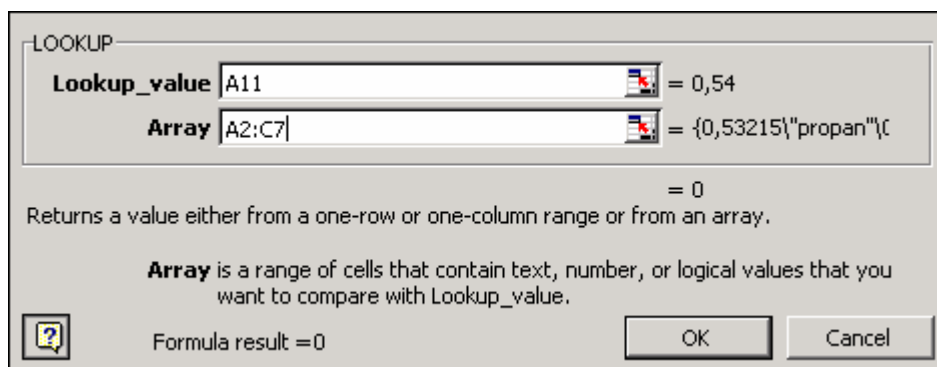 LOOKUP
Lookup_value A11 = 0,54
Array A2:C7 = {0,53215\"propan"\
= 0
Returns a value either from a one-row or one-column range or from an array.
Array is a range of cells that contain text, number, or logical values that you
want to compare with Lookup_value.
? Formula result =0 OK Cancel